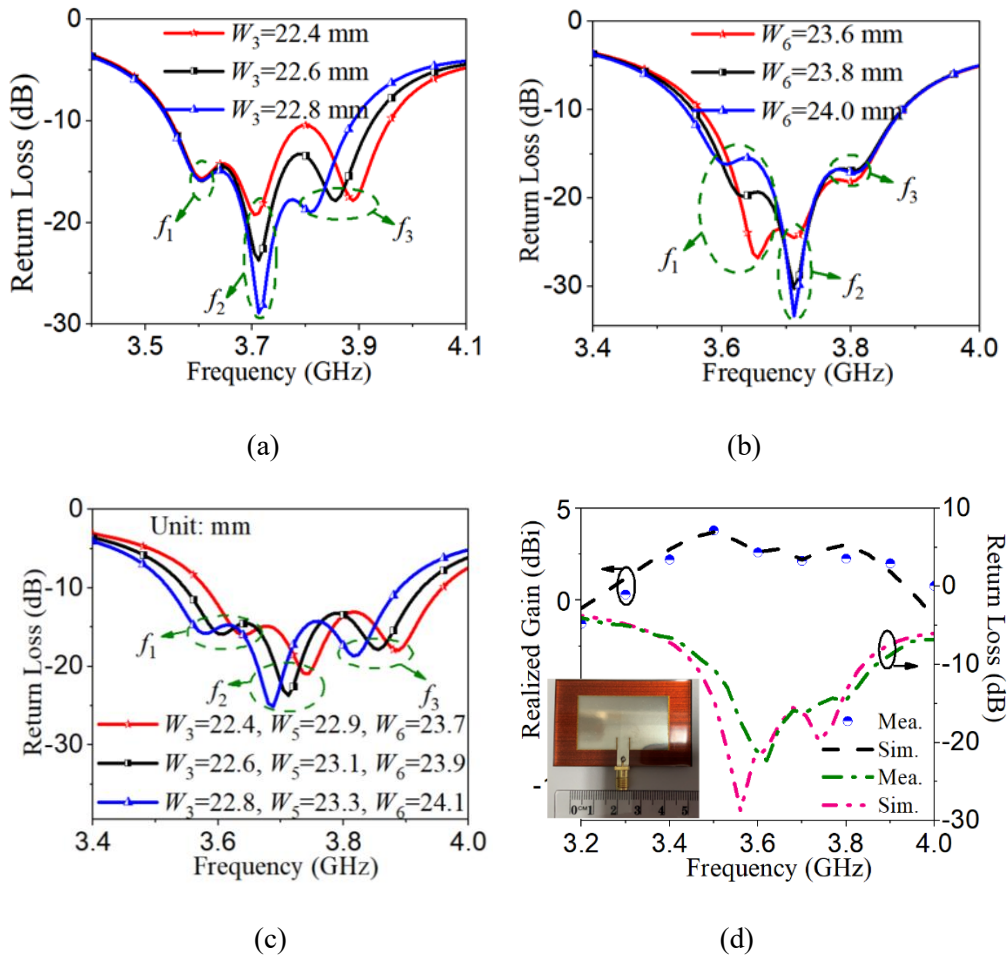 0
-10
-20
-30
Return Loss (dB)
W3=22.4 mm
W3=22.6 mm
W3=22.8 mm
f1
f2
f3
3.5 3.7 3.9 4.1
Frequency (GHz)
(a)
0
-10
-20
-30
Return Loss (dB)
W6=23.6 mm
W6=23.8 mm
W6=24.0 mm
f1
f2
f3
3.4 3.6 3.8 4.0
Frequency (GHz)
(b)
0
-10
-20
-30
Return Loss (dB)
Unit: mm
f1
f2
f3
W3=22.4, W5=22.9, W6=23.7
W3=22.6, W5=23.1, W6=23.9
W3=22.8, W5=23.3, W6=24.1
3.4 3.6 3.8 4.0
Frequency (GHz)
(c)
5
0
Realized Gain (dBi)
10
0
-10
-20
-30
Return Loss (dB)
Mea.
Sim.
Mea.
Sim.
0 CM 1 2 3 4 5
3.2 3.4 3.6 3.8 4.0
Frequency (GHz)
(d)